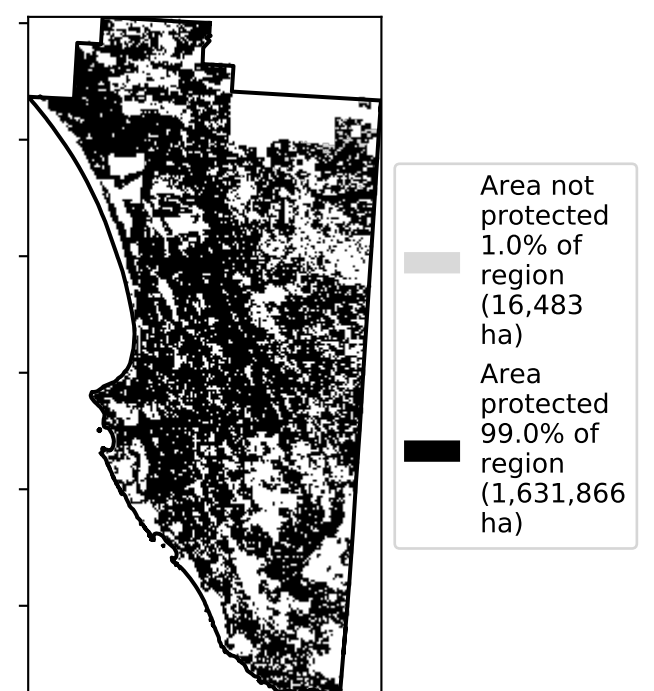 Area not
protected
1.0% of
region
(16,483
ha)
Area
protected
99.0% of
region
(1,631,866
ha)